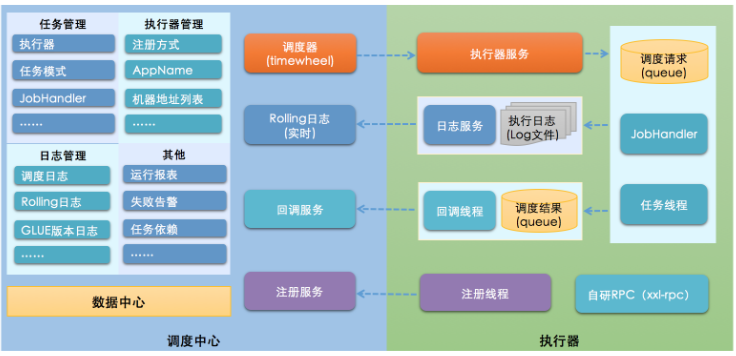 任务管理
执行器
任务模式
JobHandler
......
执行器管理
注册方式
AppName
机器地址列表
......
日志管理
调度日志
Rolling日志
GLUE版本日志
......
其他
运行报表
失败告警
任务依赖
......
数据中心
调度器
(timewheel)
Rolling日志
(实时)
回调服务
注册服务
调度中心
执行器服务
日志服务
执行日志
(Log文件)
回调线程
调度结果
(queue)
注册线程
调度请求
(queue)
JobHandler
任务线程
自研RPC（xxl-rpc）
执行器